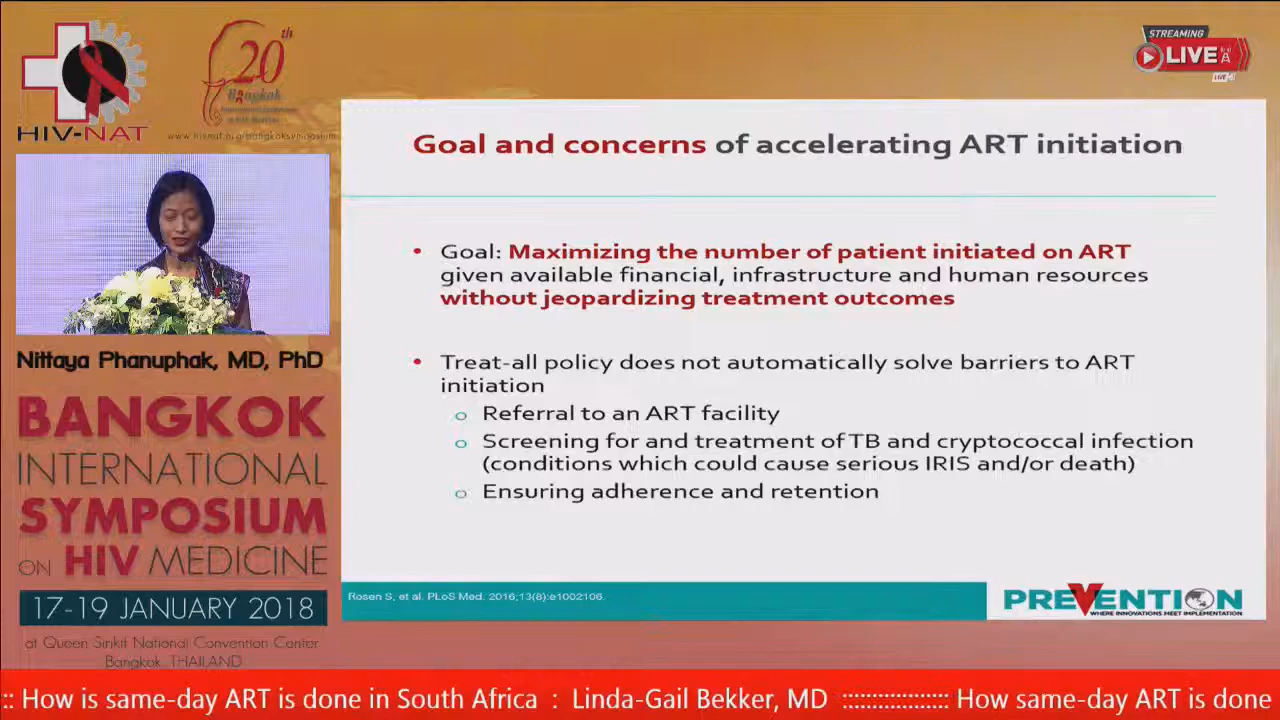 HIV-NAT
20th
Bangkok
www.hivnat.org/bangkoksymposium
STREAMING
LIVE
LIVE
Nittaya Phanuphak, MD, PhD
BANGKOK
INTERNATIONAL
SYMPOSIUM
ON HIV MEDICINE
17-19 JANUARY 2018
at Queen Sirikit National Convention Center
Bangkok, THAILAND
Goal and concerns of accelerating ART initiation
• Goal: Maximizing the number of patient initiated on ART
given available financial, infrastructure and human resources
without jeopardizing treatment outcomes
• Treat-all policy does not automatically solve barriers to ART
initiation
o Referral to an ART facility
o Screening for and treatment of TB and cryptococcal infection
(conditions which could cause serious IRIS and/or death)
o Ensuring adherence and retention
Rosen S, et al. PLoS Med. 2016;13(8):e1002106.
PREVENTION
WHERE INNOVATIONS MEET IMPLEMENTATION
:: How is same-day ART is done in South Africa : Linda-Gail Bekker, MD ::::::::::::::::: How same-day ART is done